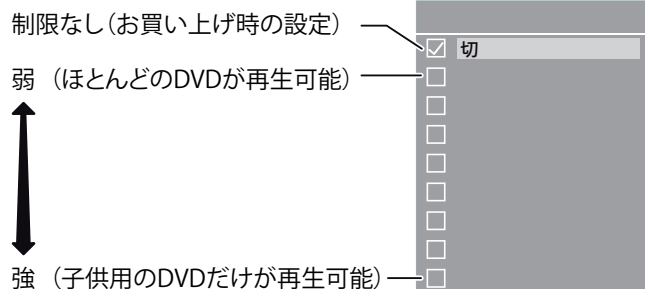 制限なし（お買い上げ時の設定）
切
弱 （ほとんどのDVDが再生可能）
強 （子供用のDVDだけが再生可能）